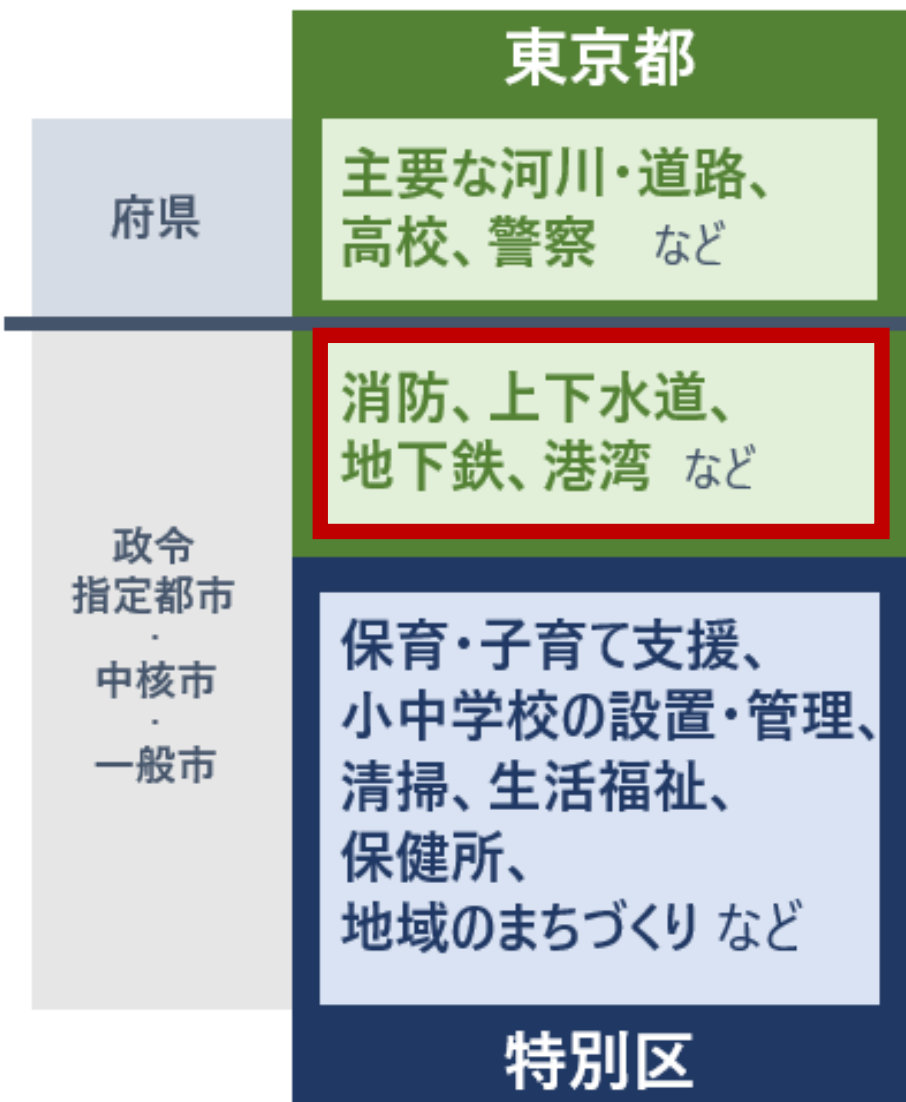 東京都
府県
主要な河川・道路、
高校、警察 など
消防、上下水道、
地下鉄、港湾 など
政令
指定都市
・
中核市
・
一般市
保育・子育て支援、
小中学校の設置・管理、
清掃、生活福祉、
保健所、
地域のまちづくり など
特別区